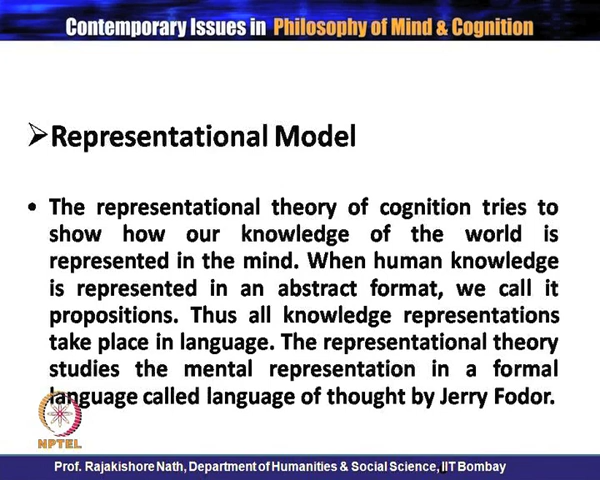 Contemporary Issues in Philosophy of Mind & Cognition
➢Representational Model
• The representational theory of cognition tries to
show how our knowledge of the world is
represented in the mind. When human knowledge
is represented in an abstract format, we call it
propositions. Thus all knowledge representations
take place in language. The representational theory
studies the mental representation in a formal
language called language of thought by Jerry Fodor.
NPTEL
Prof. Rajakishore Nath, Department of Humanities & Social Science, IIT Bombay